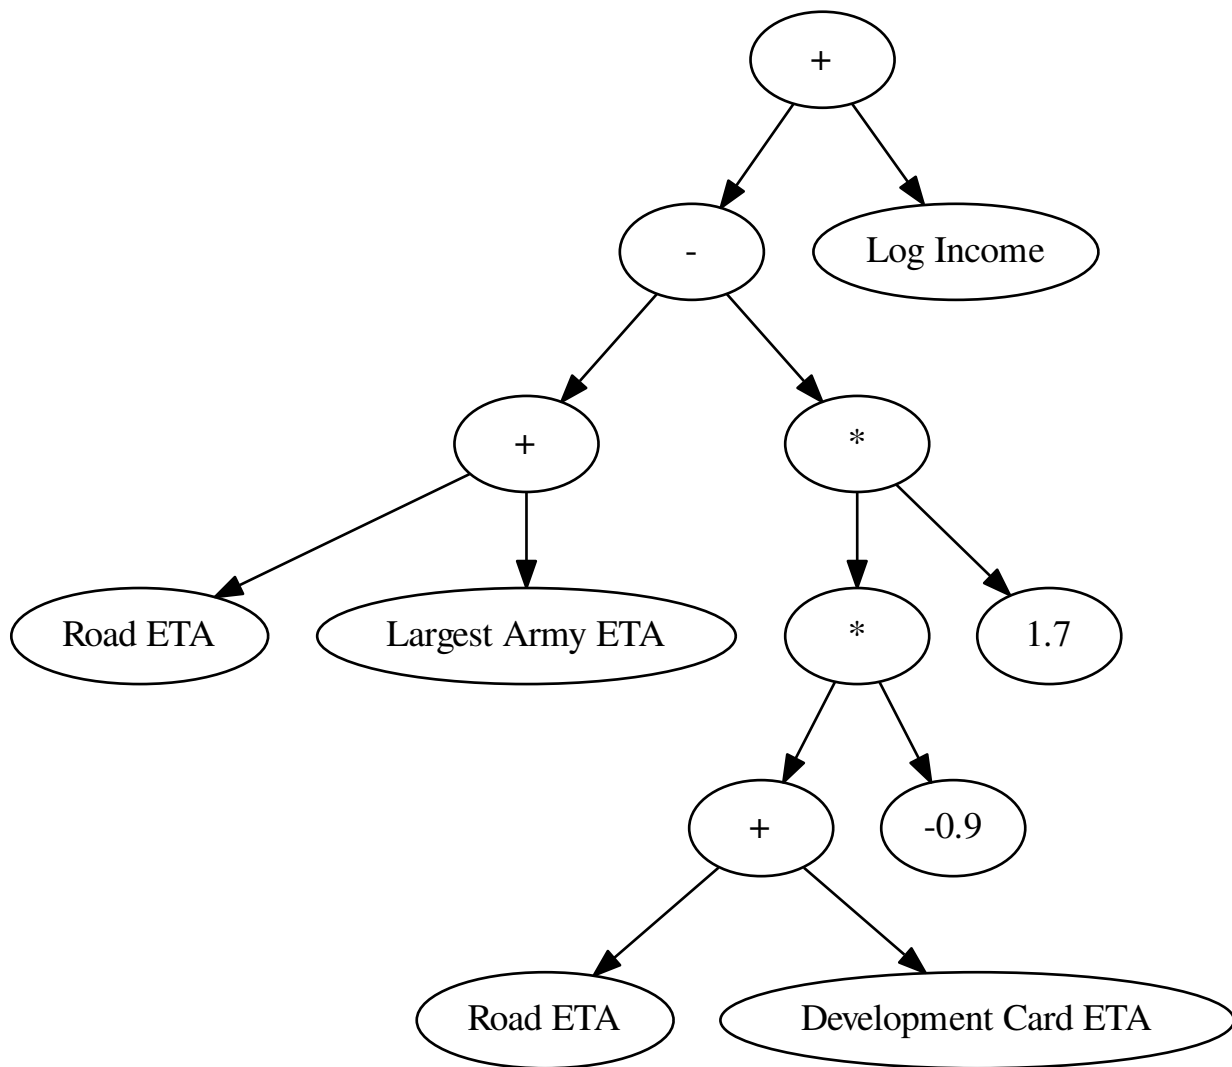 +
-
Log Income
+
*
Road ETA
Largest Army ETA
*
1.7
+
-0.9
Road ETA
Development Card ETA